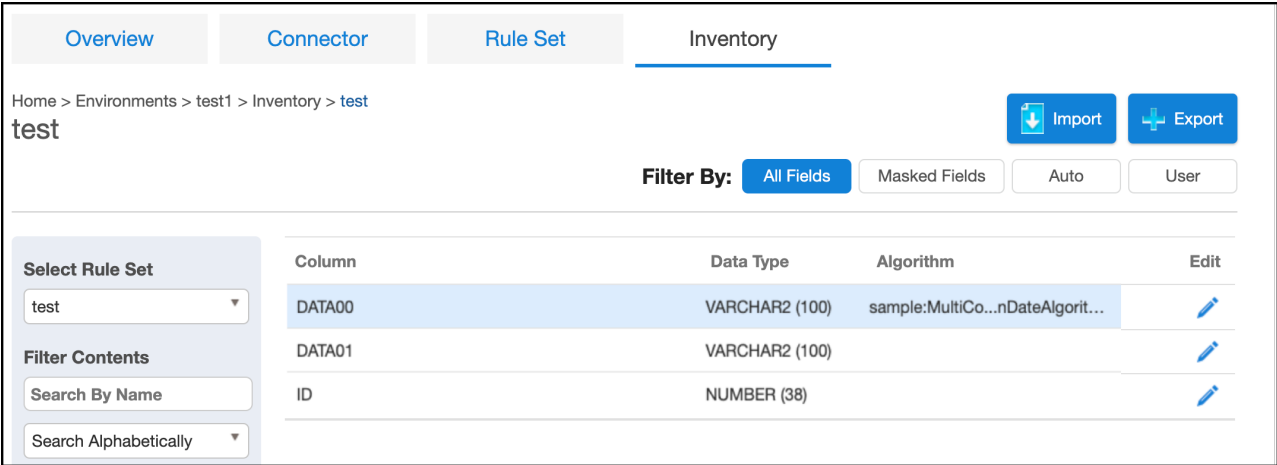 Overview Connector Rule Set Inventory
Home > Environments > test1 > Inventory > test
test
Import Export
Filter By: All Fields Masked Fields Auto User
Select Rule Set
test
Filter Contents
Search By Name
Search Alphabetically
Column Data Type Algorithm Edit
DATA00 VARCHAR2 (100) sample:MultiCo...nDateAlgorit...
DATA01 VARCHAR2 (100)
ID NUMBER (38)